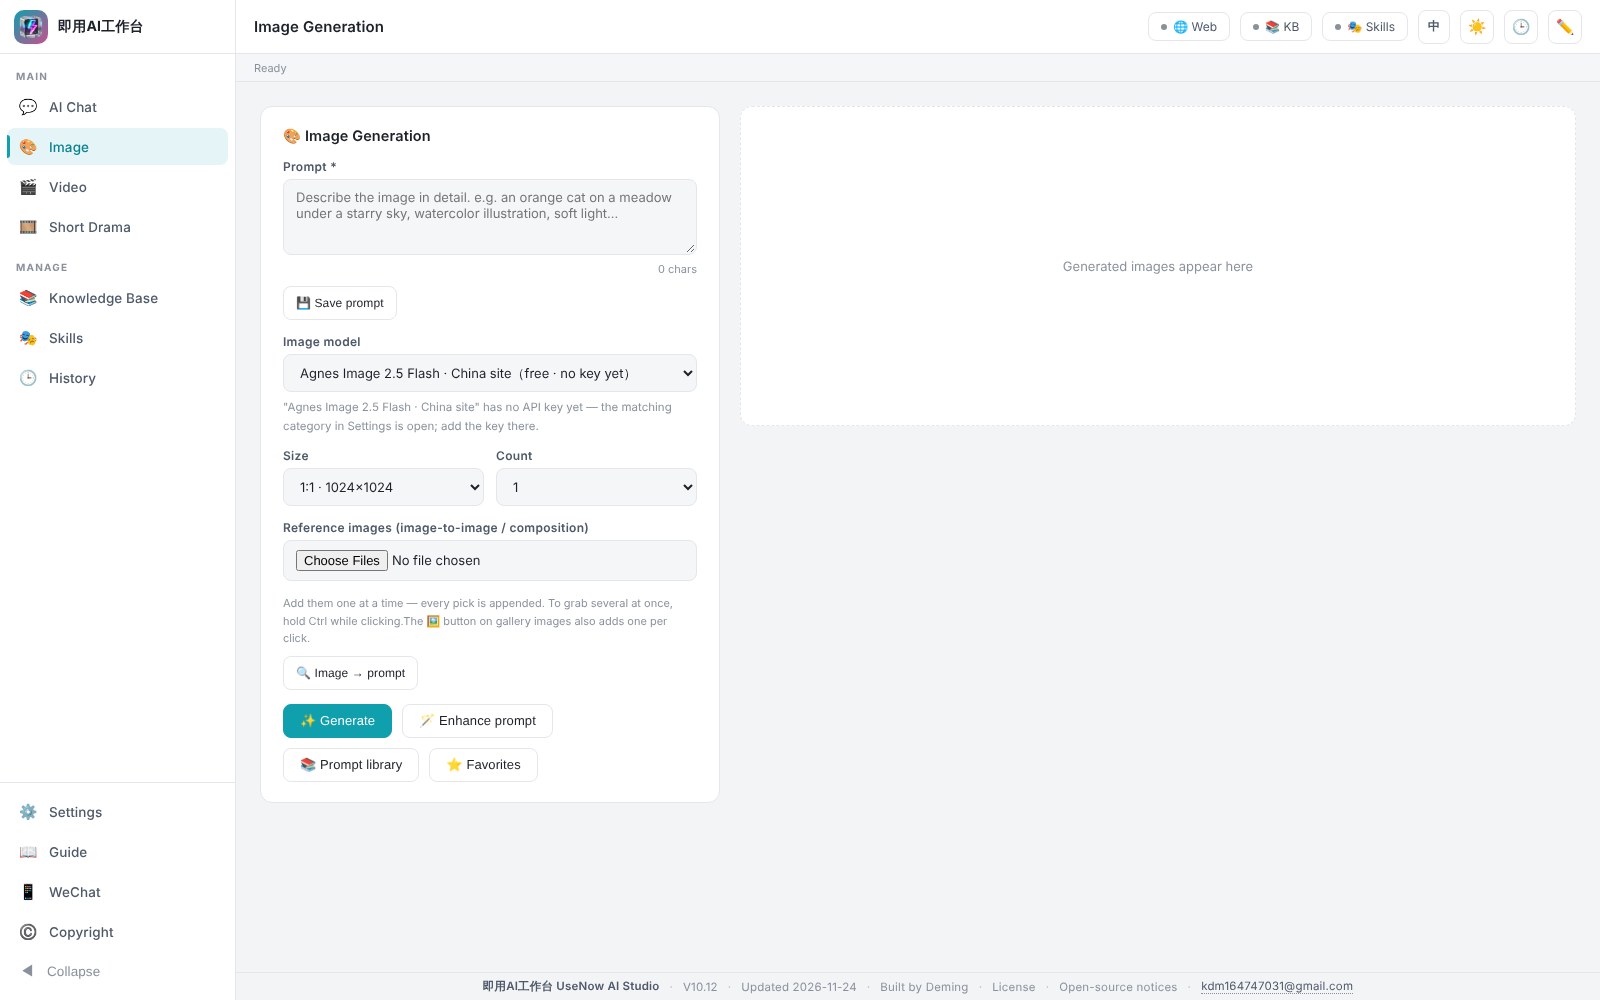 即用AI工作台
MAIN
AI Chat
Image
Video
Short Drama
MANAGE
Knowledge Base
Skills
History
Settings
Guide
WeChat
Copyright
Collapse
Image Generation
Web
KB
Skills
中
Ready
Image Generation
Prompt *
Describe the image in detail. e.g. an orange cat on a meadow
under a starry sky, watercolor illustration, soft light...
0 chars
Save prompt
Image model
Agnes Image 2.5 Flash · China site（free · no key yet）
"Agnes Image 2.5 Flash · China site" has no API key yet — the matching
category in Settings is open; add the key there.
Size
Count
1:1 · 1024×1024
1
Reference images (image-to-image / composition)
Choose Files No file chosen
Add them one at a time — every pick is appended. To grab several at once,
hold Ctrl while clicking.The 🖼️ button on gallery images also adds one per
click.
Image → prompt
Generate
Enhance prompt
Prompt library
Favorites
Generated images appear here
即用AI工作台 UseNow AI Studio · V10.12 · Updated 2026-11-24 · Built by Deming · License · Open-source notices · kdm164747031@gmail.com